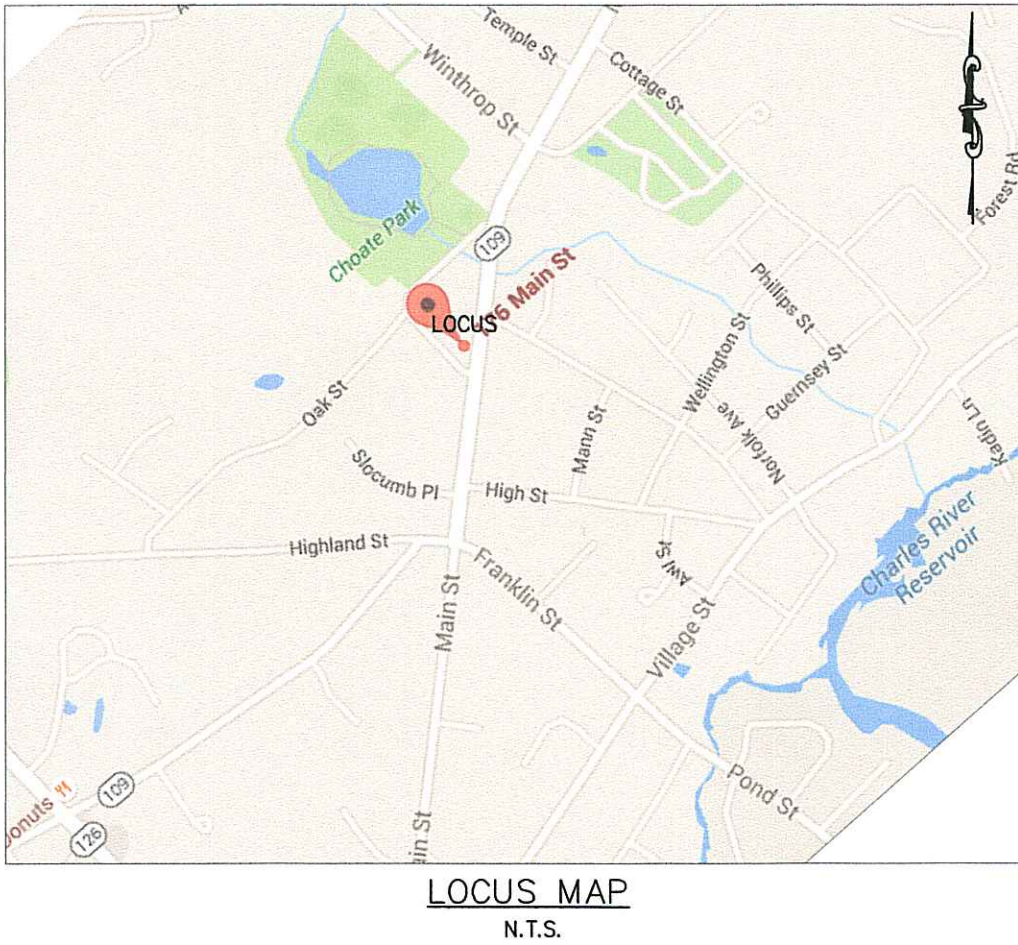 Temple St
Cottage St
Winthrop St
Forest Rd
Choate Park
109
Main St
LOCUS
Phillips St
Wellington St
Guernsey St
Oak St
Mann St
Norfolk Ave
Kadin Ln
Slocumb Pl
High St
Highland St
Charles River
Reservoir
Franklin St
Main St
Village St
Pond St
109
126
LOCUS MAP
N.T.S.